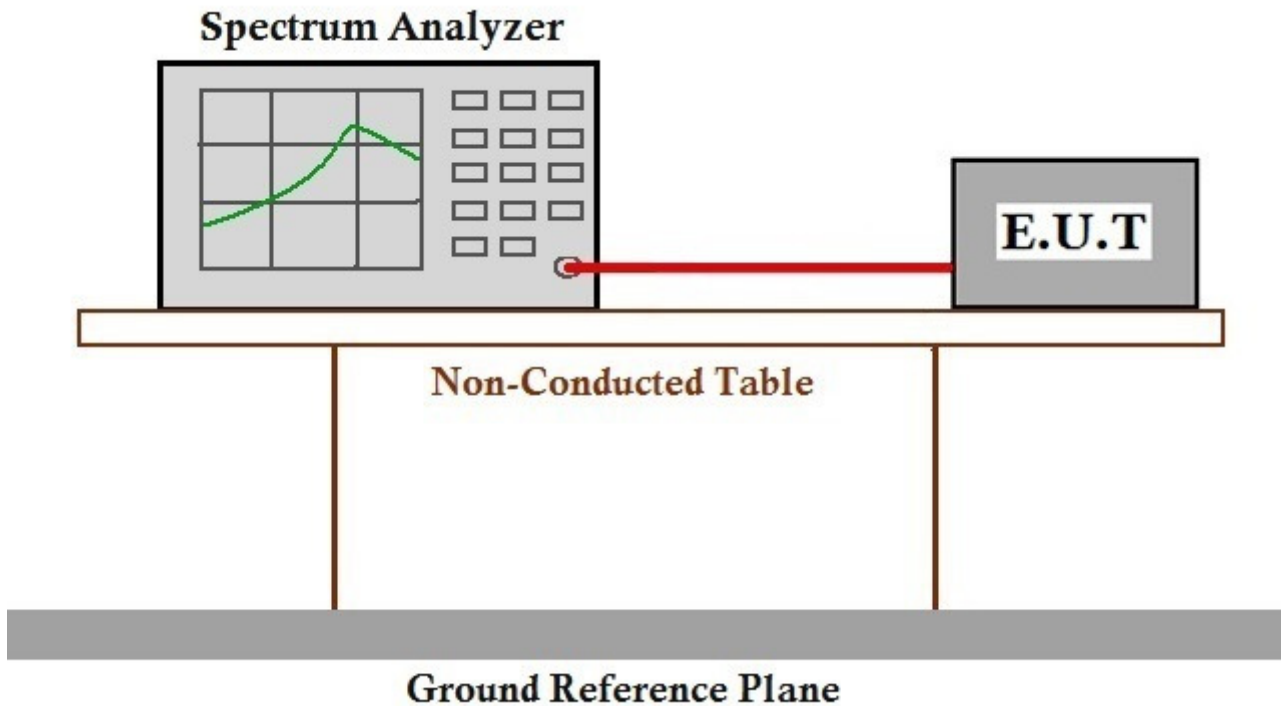 Spectrum Analyzer
E.U.T
Non-Conducted Table
Ground Reference Plane